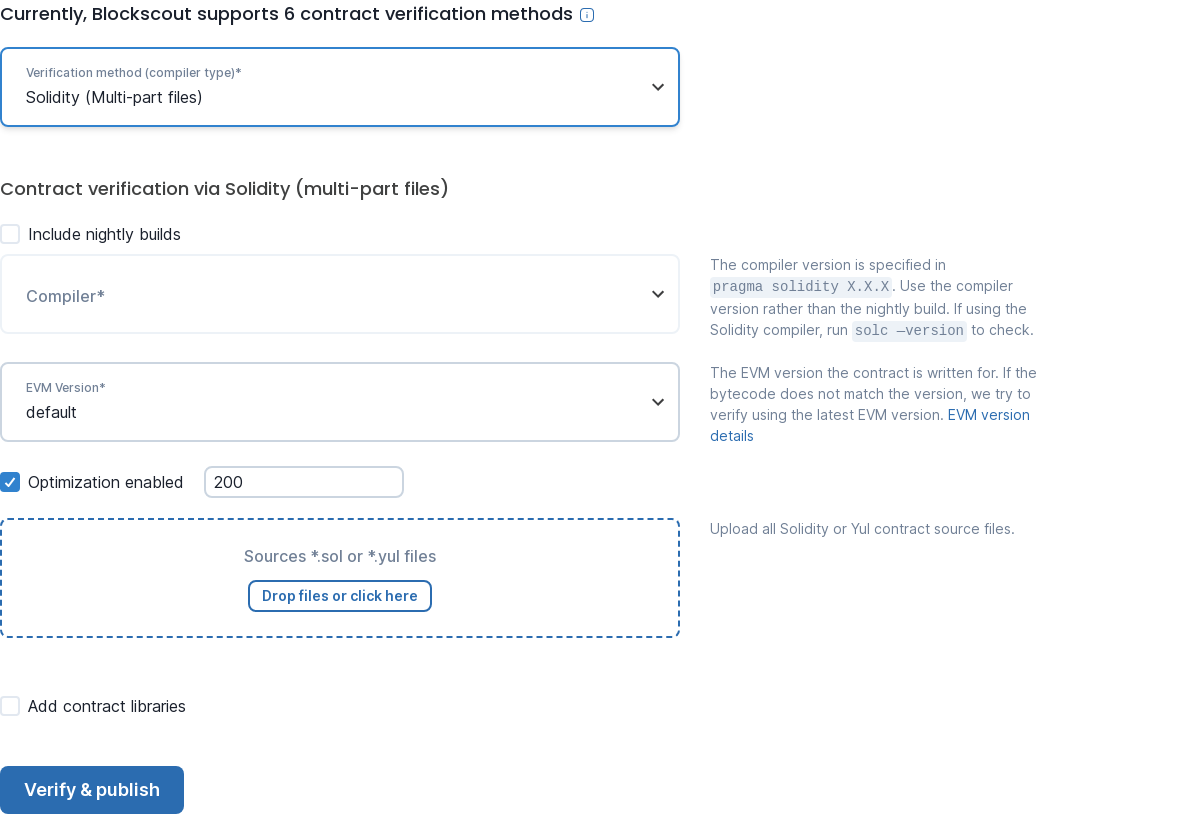 Currently, Blockscout supports 6 contract verification methods
Verification method (compiler type)*
Solidity (Multi-part files)
Contract verification via Solidity (multi-part files)
Include nightly builds
Compiler*
The compiler version is specified in
pragma solidity X.X.X. Use the compiler
version rather than the nightly build. If using the
Solidity compiler, run solc —version to check.
EVM Version*
default
The EVM version the contract is written for. If the
bytecode does not match the version, we try to
verify using the latest EVM version. EVM version
details
Optimization enabled
200
Sources *.sol or *.yul files
Drop files or click here
Upload all Solidity or Yul contract source files.
Add contract libraries
Verify & publish